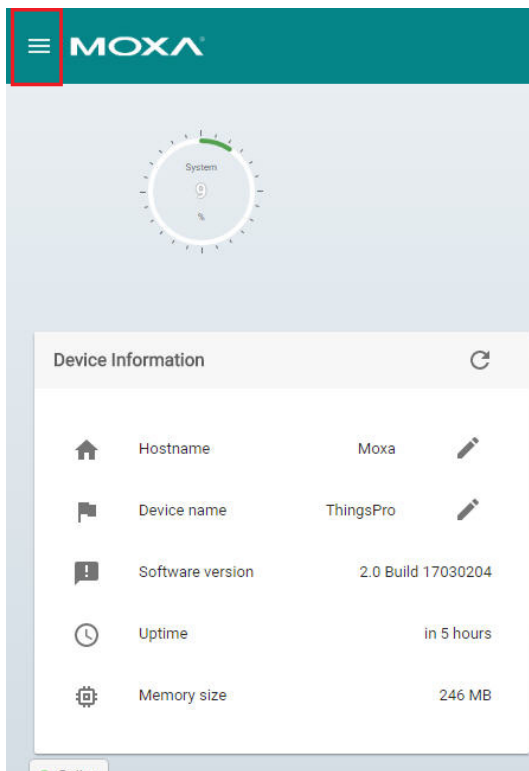 MOXA®
System
9
%
Device Information
Hostname Moxa
Device name ThingsPro
Software version 2.0 Build 17030204
Uptime in 5 hours
Memory size 246 MB